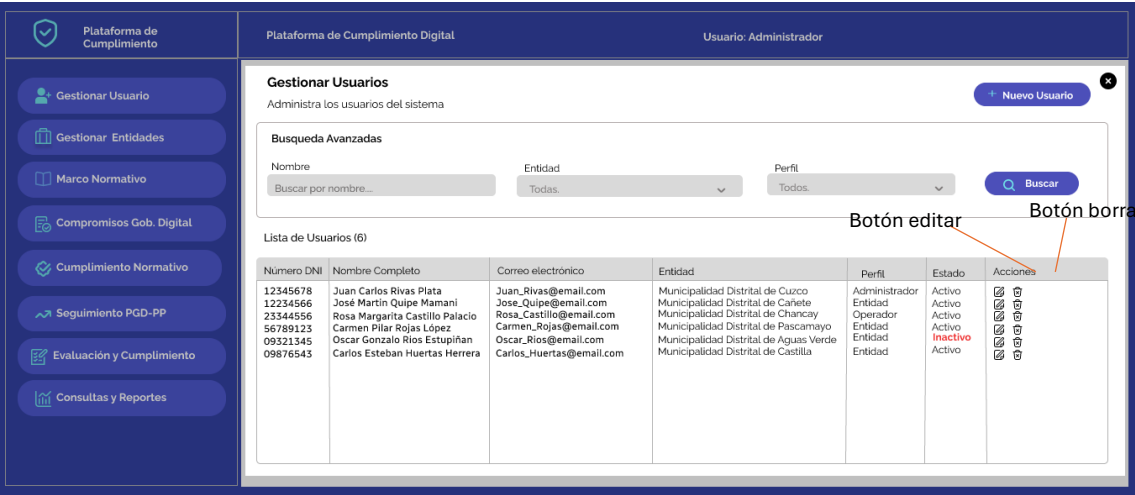 Plataforma de
Cumplimiento
Plataforma de Cumplimiento Digital
Usuario: Administrador
Gestionar Usuario
Gestionar Entidades
Marco Normativo
Compromisos Gob. Digital
Cumplimiento Normativo
Seguimiento PGD-PP
Evaluación y Cumplimiento
Consultas y Reportes
Gestionar Usuarios
Administra los usuarios del sistema
+ Nuevo Usuario
Busqueda Avanzadas
Nombre
Buscar por nombre...
Entidad
Todas.
Perfil
Todos.
Buscar
Botón editar
Botón borra
Lista de Usuarios (6)
Número DNI Nombre Completo Correo electrónico Entidad Perfil Estado Acciones
12345678 Juan Carlos Rivas Plata Juan_Rivas@email.com Municipalidad Distrital de Cuzco Administrador Activo
12234566 José Martin Quipe Mamani Jose_Quipe@email.com Municipalidad Distrital de Cañete Entidad Activo
23344556 Rosa Margarita Castillo Palacio Rosa_Castillo@email.com Municipalidad Distrital de Chancay Operador Activo
56789123 Carmen Pilar Rojas López Carmen_Rojas@email.com Municipalidad Distrital de Pascamayo Entidad Activo
09321345 Oscar Gonzalo Rios Estupiñan Oscar_Rios@email.com Municipalidad Distrital de Aguas Verde Entidad Inactivo
09876543 Carlos Esteban Huertas Herrera Carlos_Huertas@email.com Municipalidad Distrital de Castilla Entidad Activo